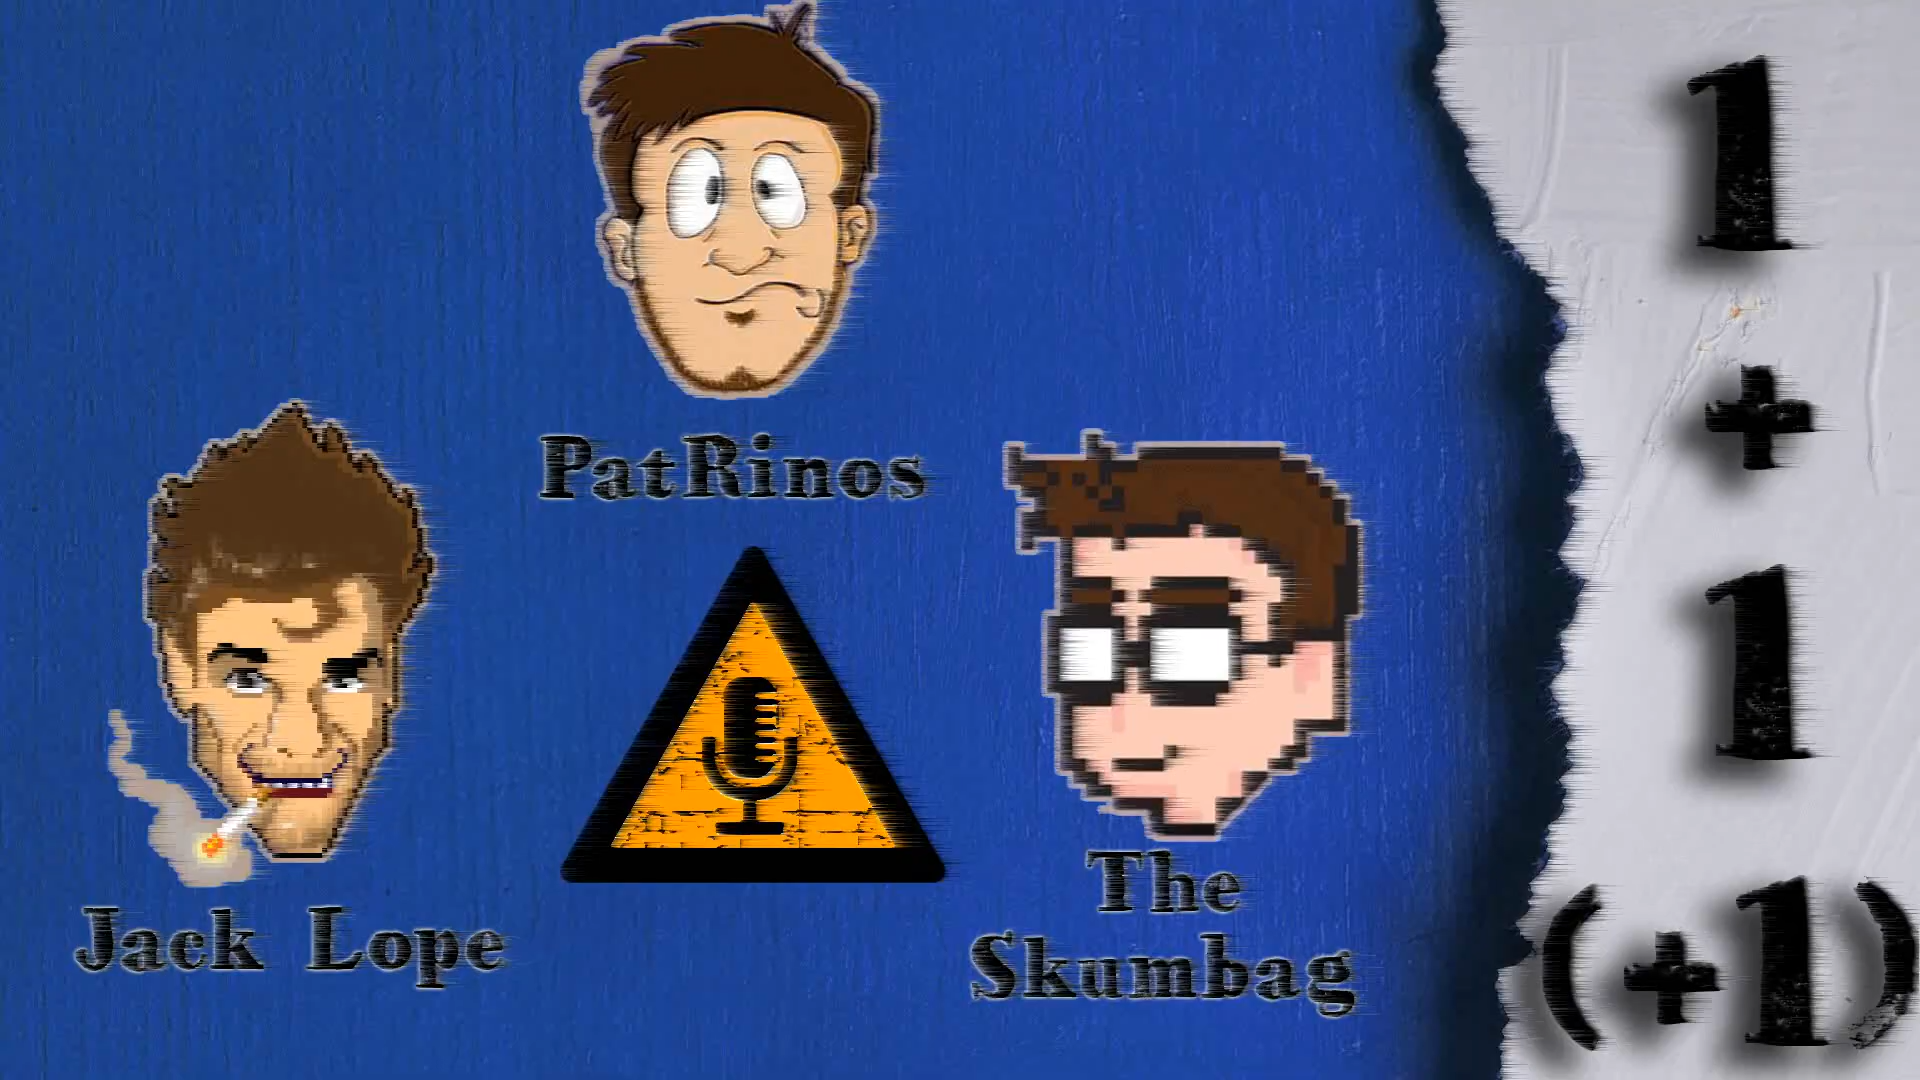 PatRinos
Jack Lope
The
Skumbag
1
+
1
(+1)